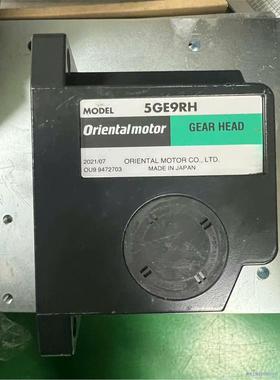 MODEL 5GE9RH
Orientalmotor GEAR HEAD
2021/07 ORIENTAL MOTOR CO., LTD.
OU9 9472703 MADE IN JAPAN